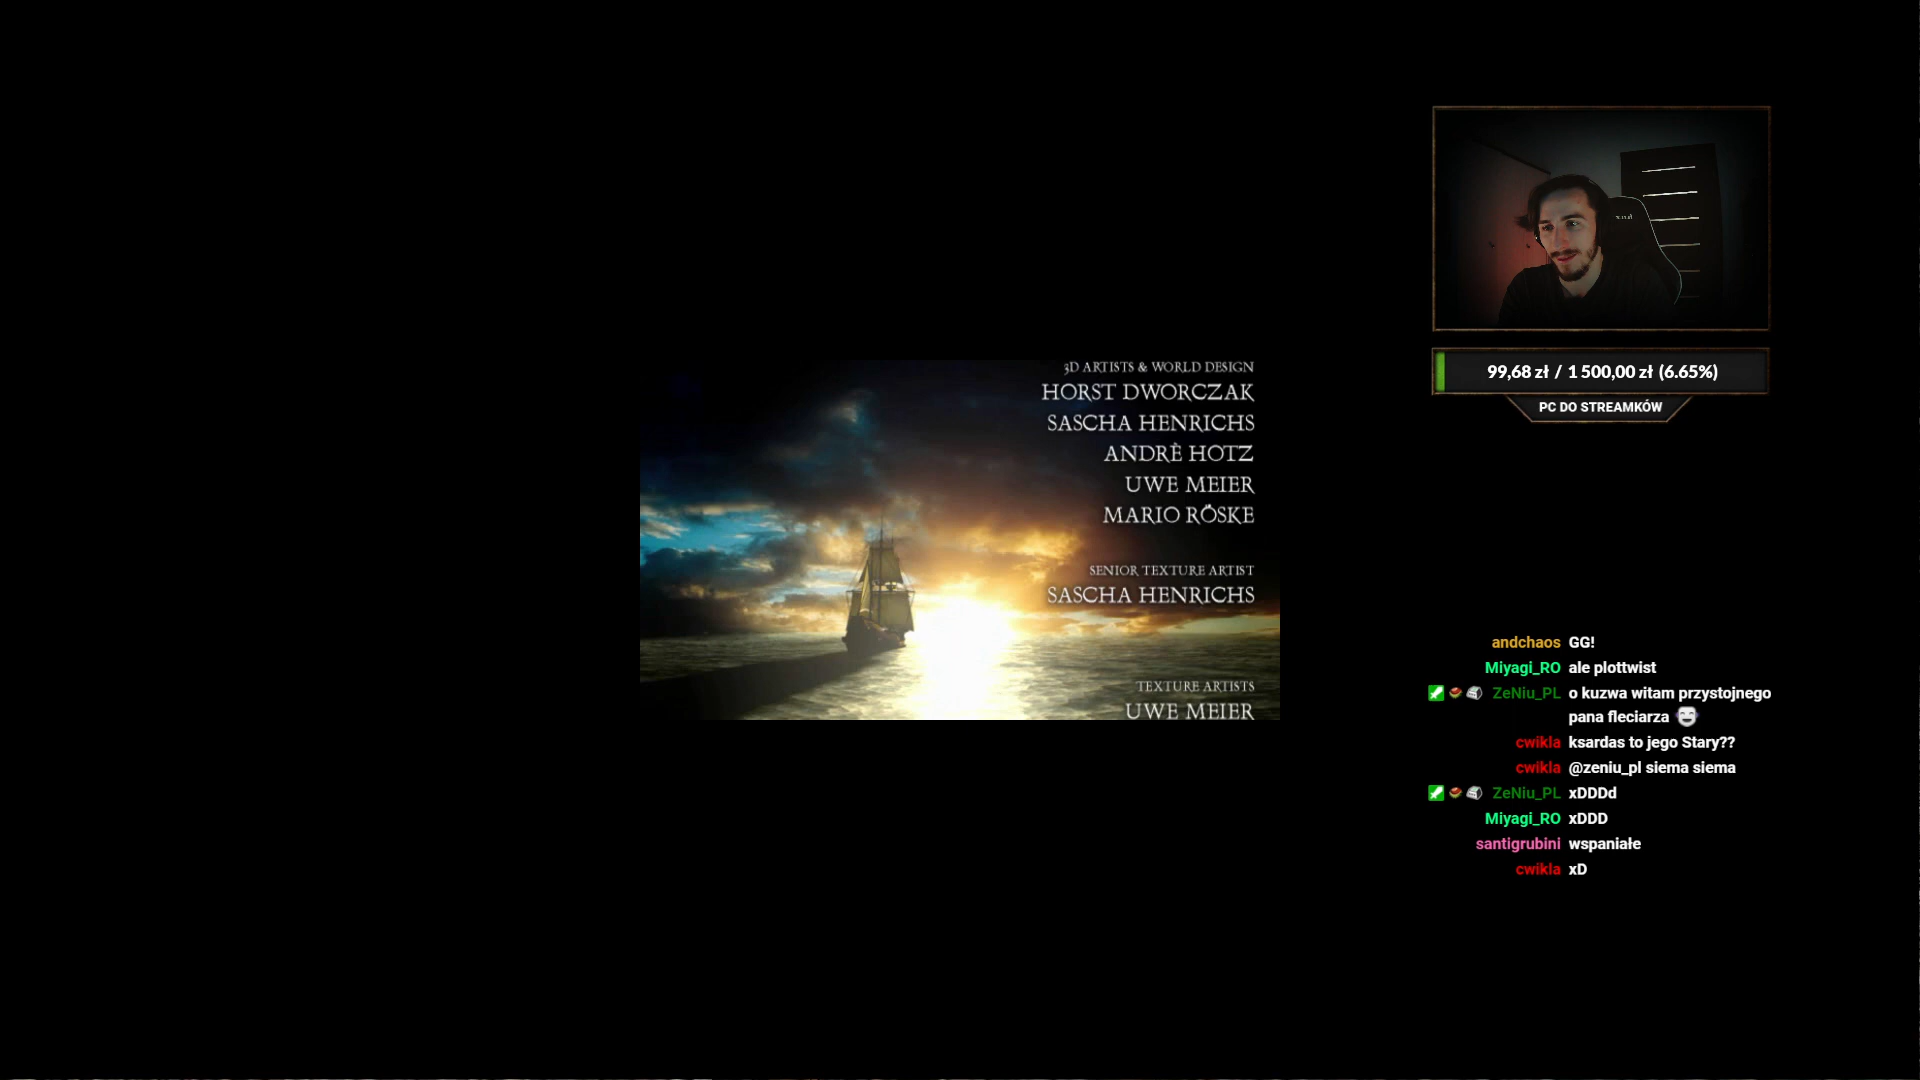 3D ARTISTS & WORLD DESIGN
HORST DWORCZAK
SASCHA HENRICHS
ANDRÈ HOTZ
UWE MEIER
MARIO RÖSKE
SENIOR TEXTURE ARTIST
SASCHA HENRICHS
TEXTURE ARTISTS
UWE MEIER
99,68 zł / 1 500,00 zł (6.65%)
PC DO STREAMKÓW
andchaos GG!
Miyagi_RO ale plottwist
ZeNiu_PL o kuzwa witam przystojnego
pana fleciarza
cwikla ksardas to jego Stary??
cwikla @zeniu_pl siema siema
ZeNiu_PL xDDDd
Miyagi_RO xDDD
santigrubini wspaniałe
cwikla xD